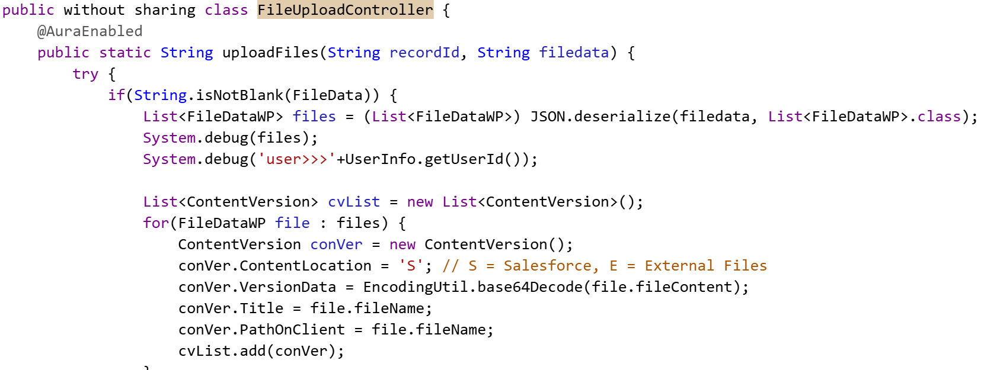 public without sharing class FileUploadController {
@AuraEnabled
public static String uploadFiles(String recordId, String filedata) {
try {
if(String.isNotBlank(FileData)) {
List<FileDataWP> files = (List<FileDataWP>) JSON.deserialize(filedata, List<FileDataWP>.class);
System.debug(files);
System.debug('user>>>'+UserInfo.getUserId());
List<ContentVersion> cvList = new List<ContentVersion>();
for(FileDataWP file : files) {
ContentVersion conVer = new ContentVersion();
conVer.ContentLocation = 'S'; // S = Salesforce, E = External Files
conVer.VersionData = EncodingUtil.base64Decode(file.fileContent);
conVer.Title = file.fileName;
conVer.PathOnClient = file.fileName;
cvList.add(conVer);
}